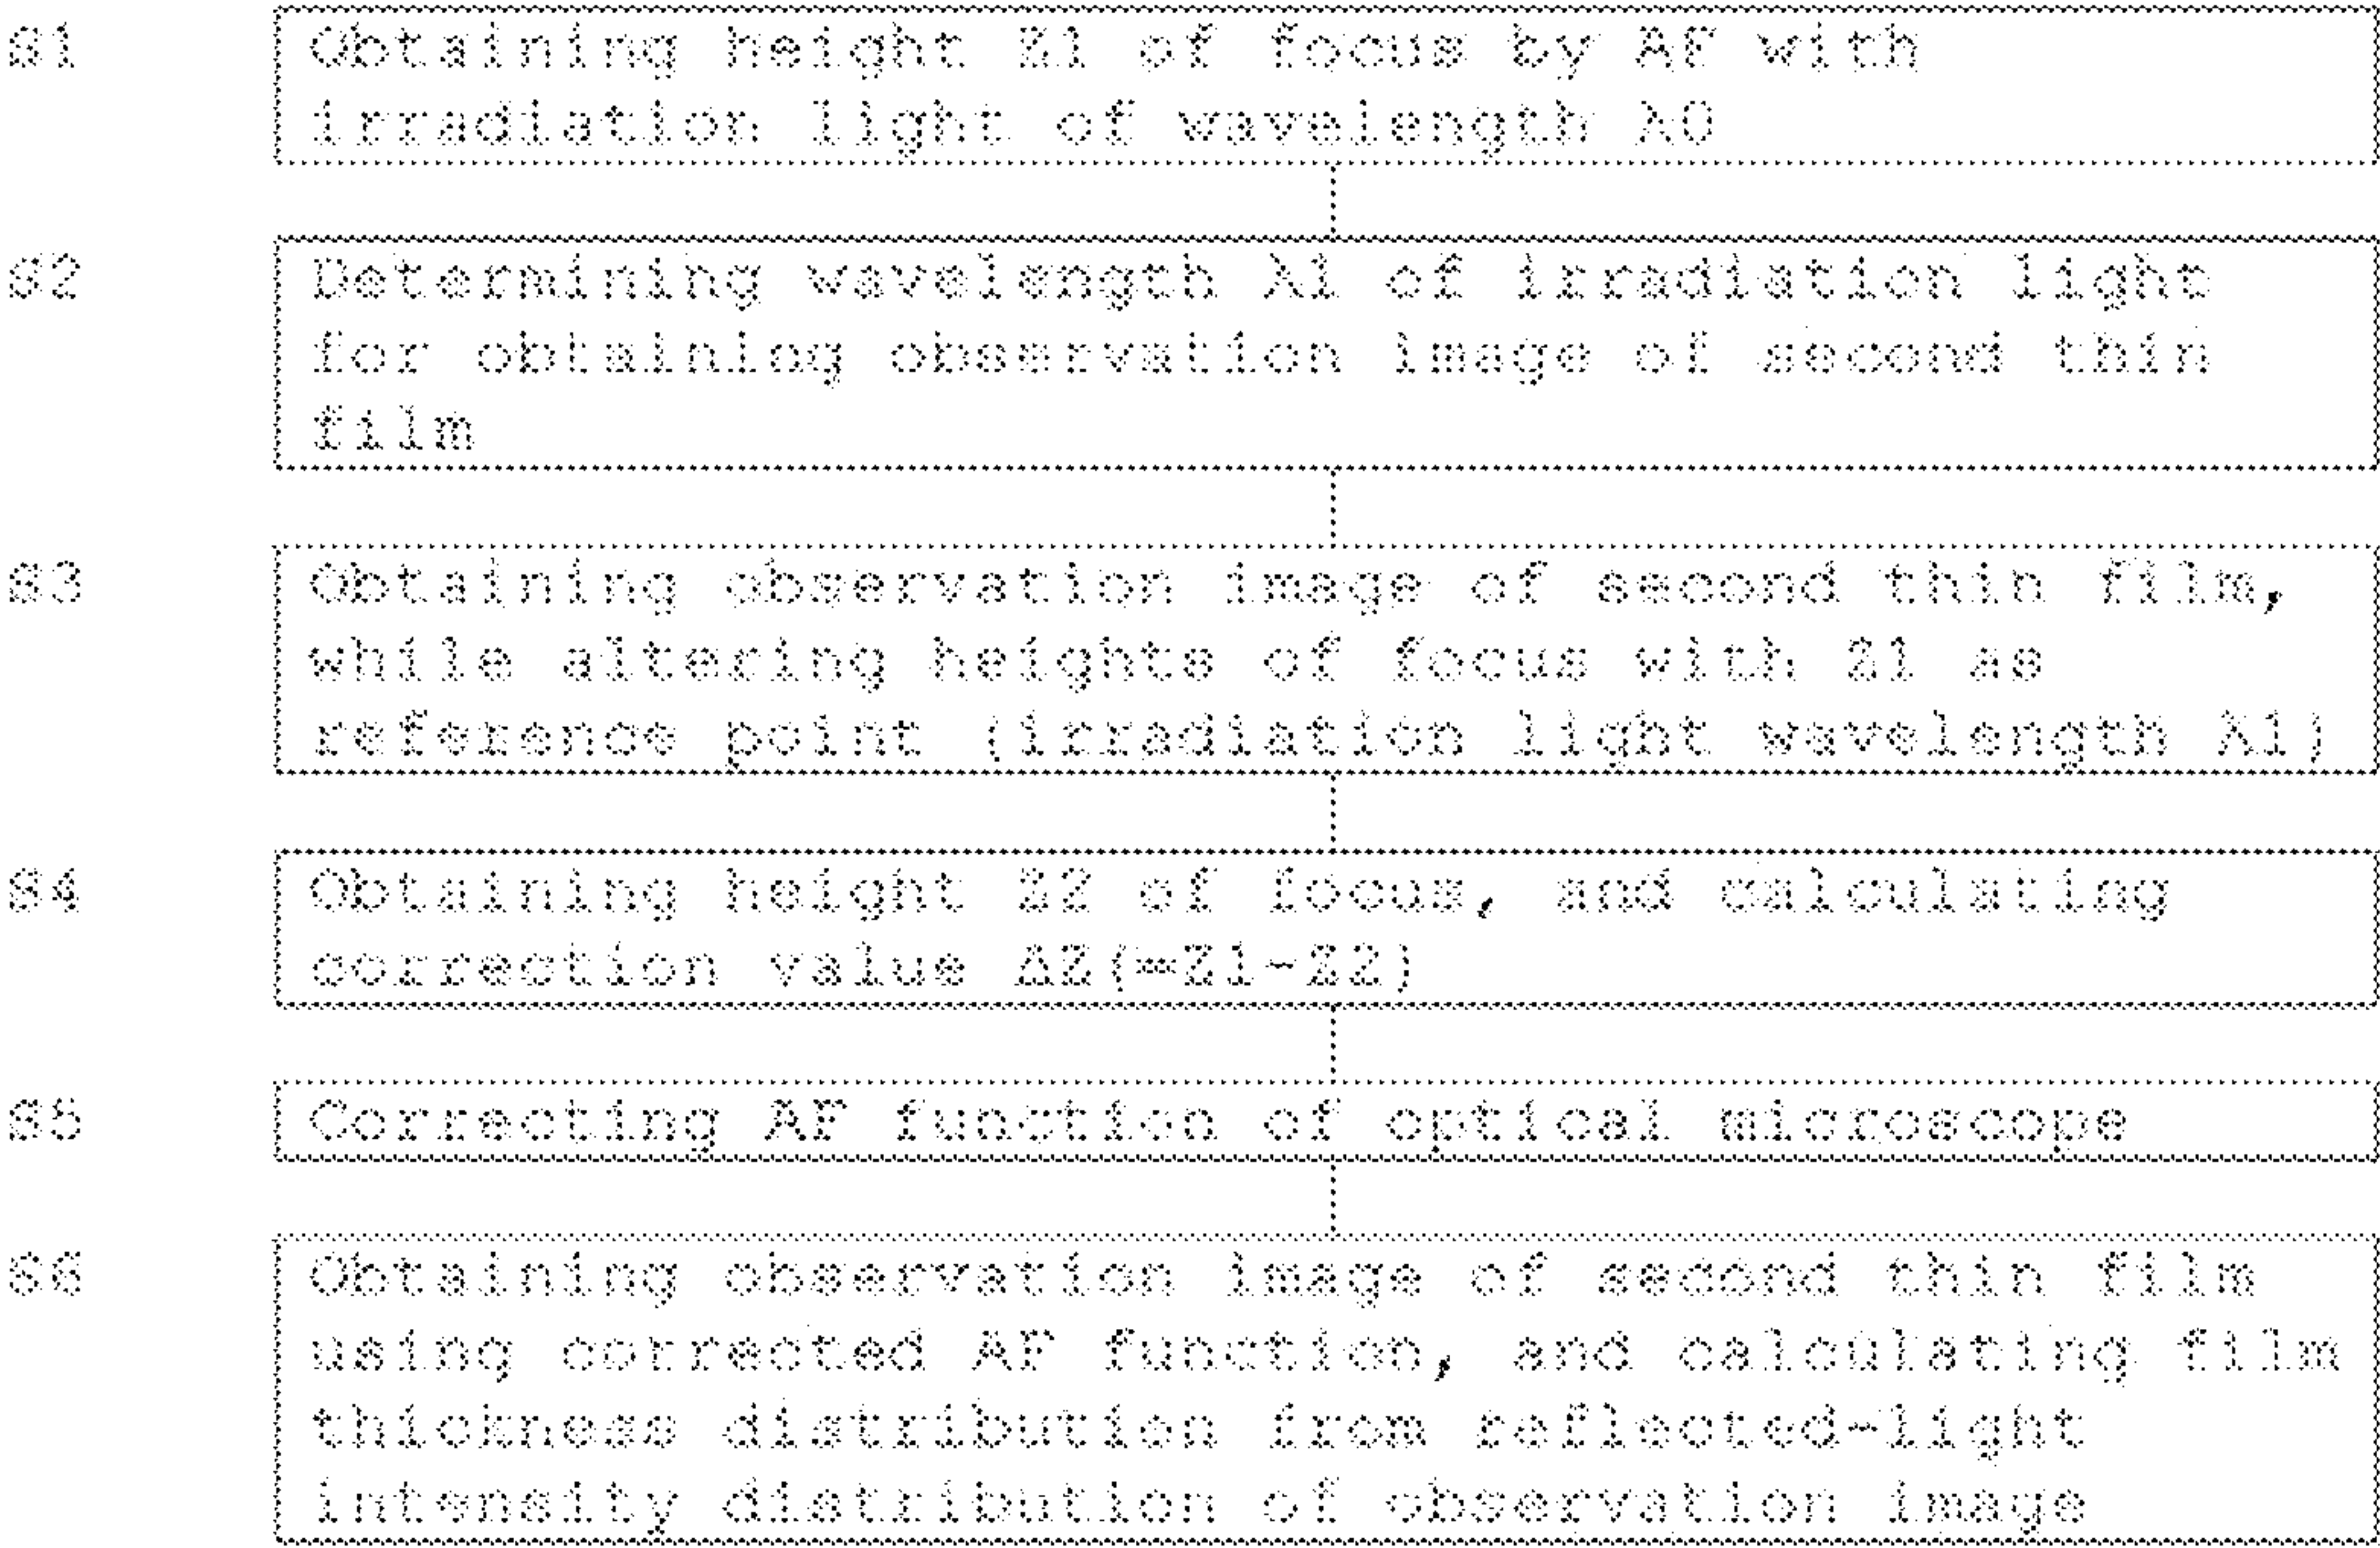 S1
Obtaining height Z1 of focus by AF with
irradiation light of wavelength λ0
S2
Determining wavelength λ1 of irradiation light
for obtaining observation image of second thin
film
S3
Obtaining observation image of second thin film,
while altering heights of focus with Z1 as
reference point (irradiation light wavelength λ1)
S4
Obtaining height Z2 of focus, and calculating
correction value ΔZ(=Z1-Z2)
S5
Correcting AF function of optical microscope
S6
Obtaining observation image of second thin film
using corrected AF function, and calculating film
thickness distribution from reflected-light
intensity distribution of observation image